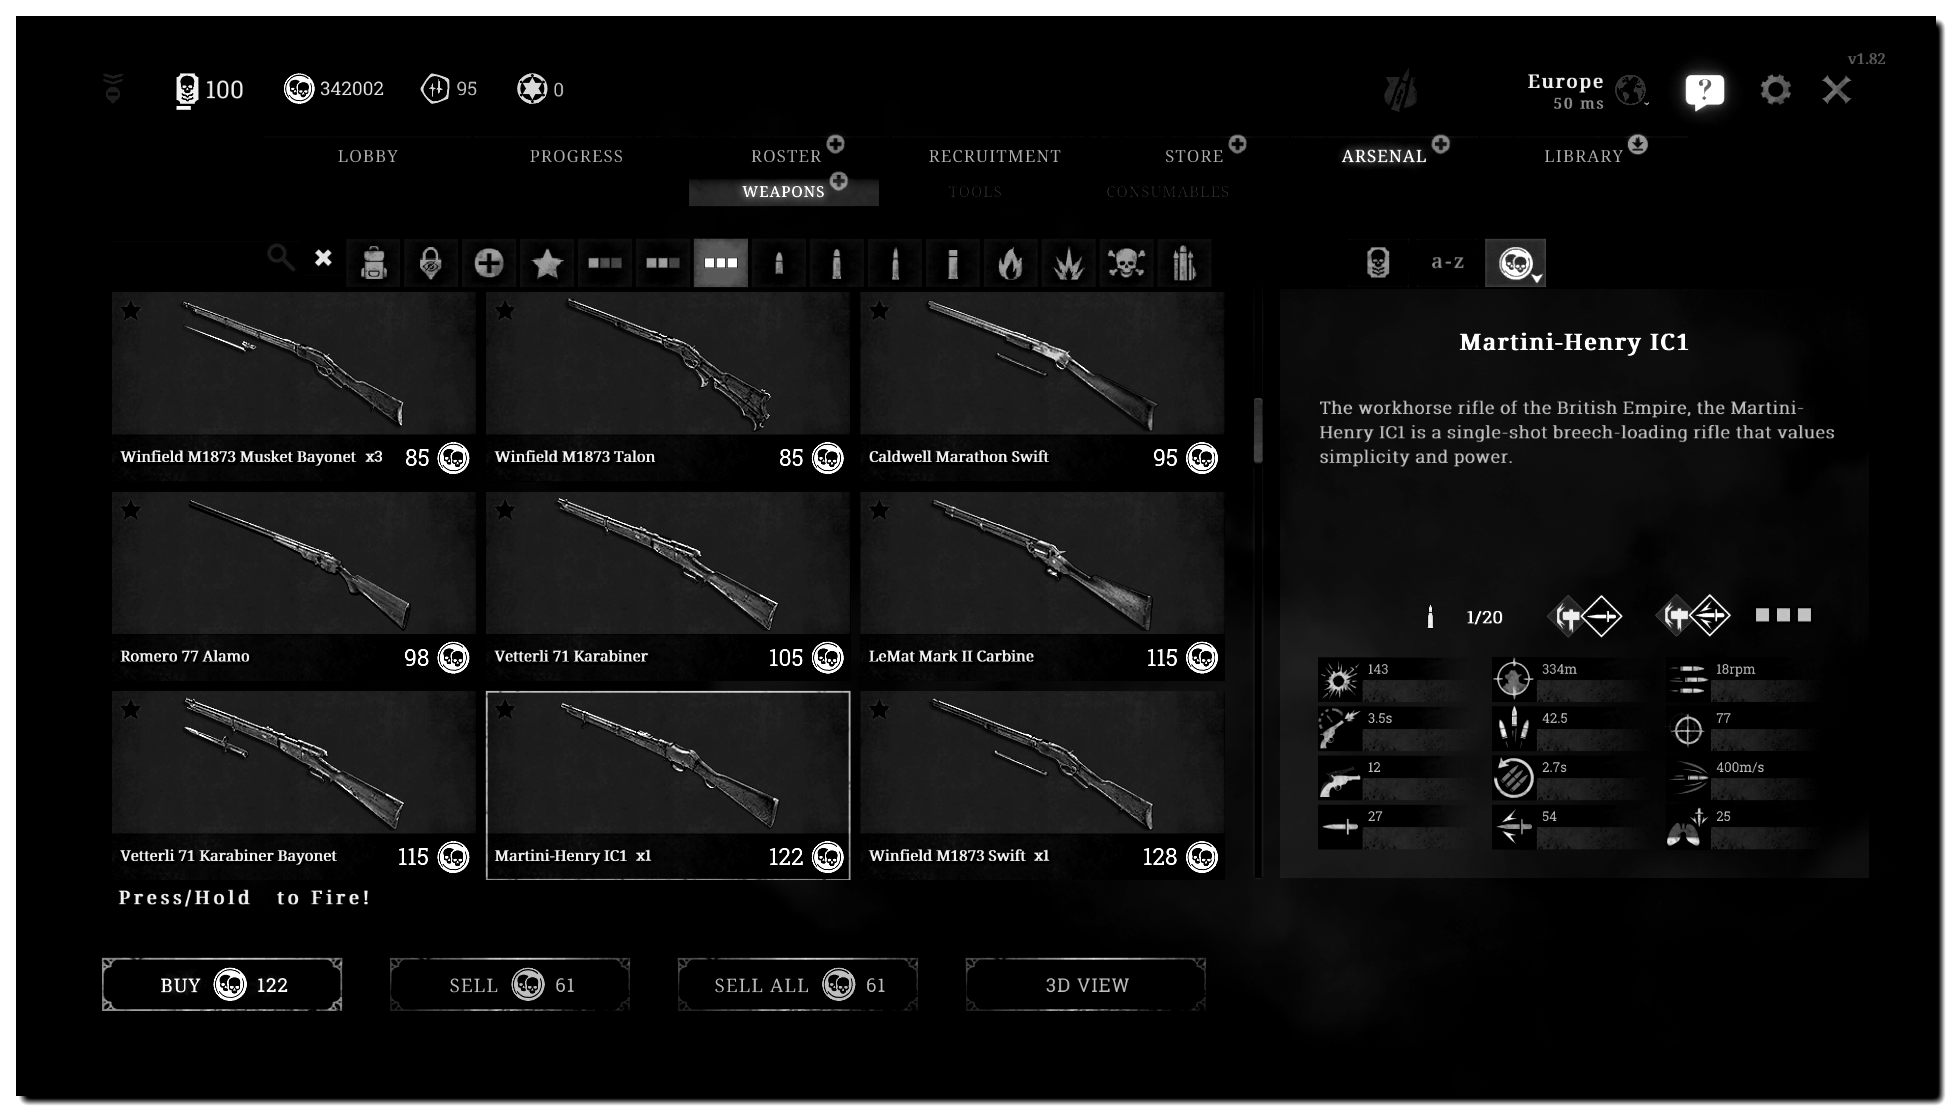 v1.82
100
342002
95
0
Europe
50 ms
?
LOBBY
PROGRESS
ROSTER
RECRUITMENT
STORE
ARSENAL
LIBRARY
WEAPONS
TOOLS
CONSUMABLES
a-z
Winfield M1873 Musket Bayonet x3 85
Winfield M1873 Talon 85
Caldwell Marathon Swift 95
Romero 77 Alamo 98
Vetterli 71 Karabiner 105
LeMat Mark II Carbine 115
Vetterli 71 Karabiner Bayonet 115
Martini-Henry IC1 x1 122
Winfield M1873 Swift x1 128
Press/Hold to Fire!
BUY 122
SELL 61
SELL ALL 61
3D VIEW
Martini-Henry IC1
The workhorse rifle of the British Empire, the Martini-
Henry IC1 is a single-shot breech-loading rifle that values
simplicity and power.
1/20
143
334m
18rpm
3.5s
42.5
77
12
2.7s
400m/s
27
54
25